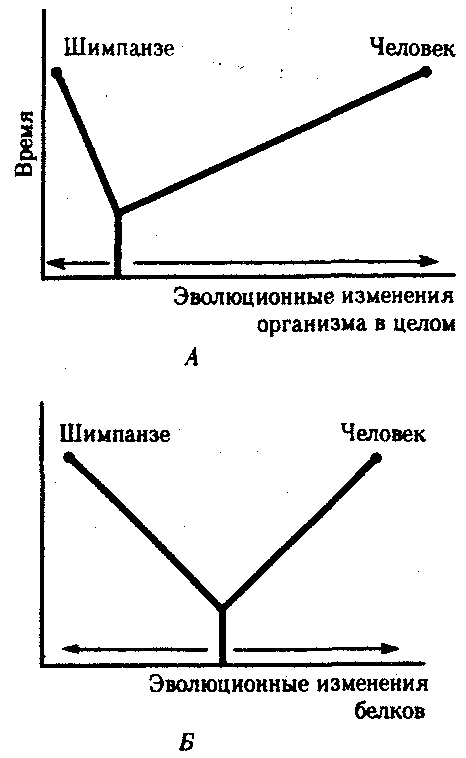 Шимпанзе
Человек
Время
Эволюционные изменения
организма в целом
А
Шимпанзе
Человек
Эволюционные изменения
белков
Б